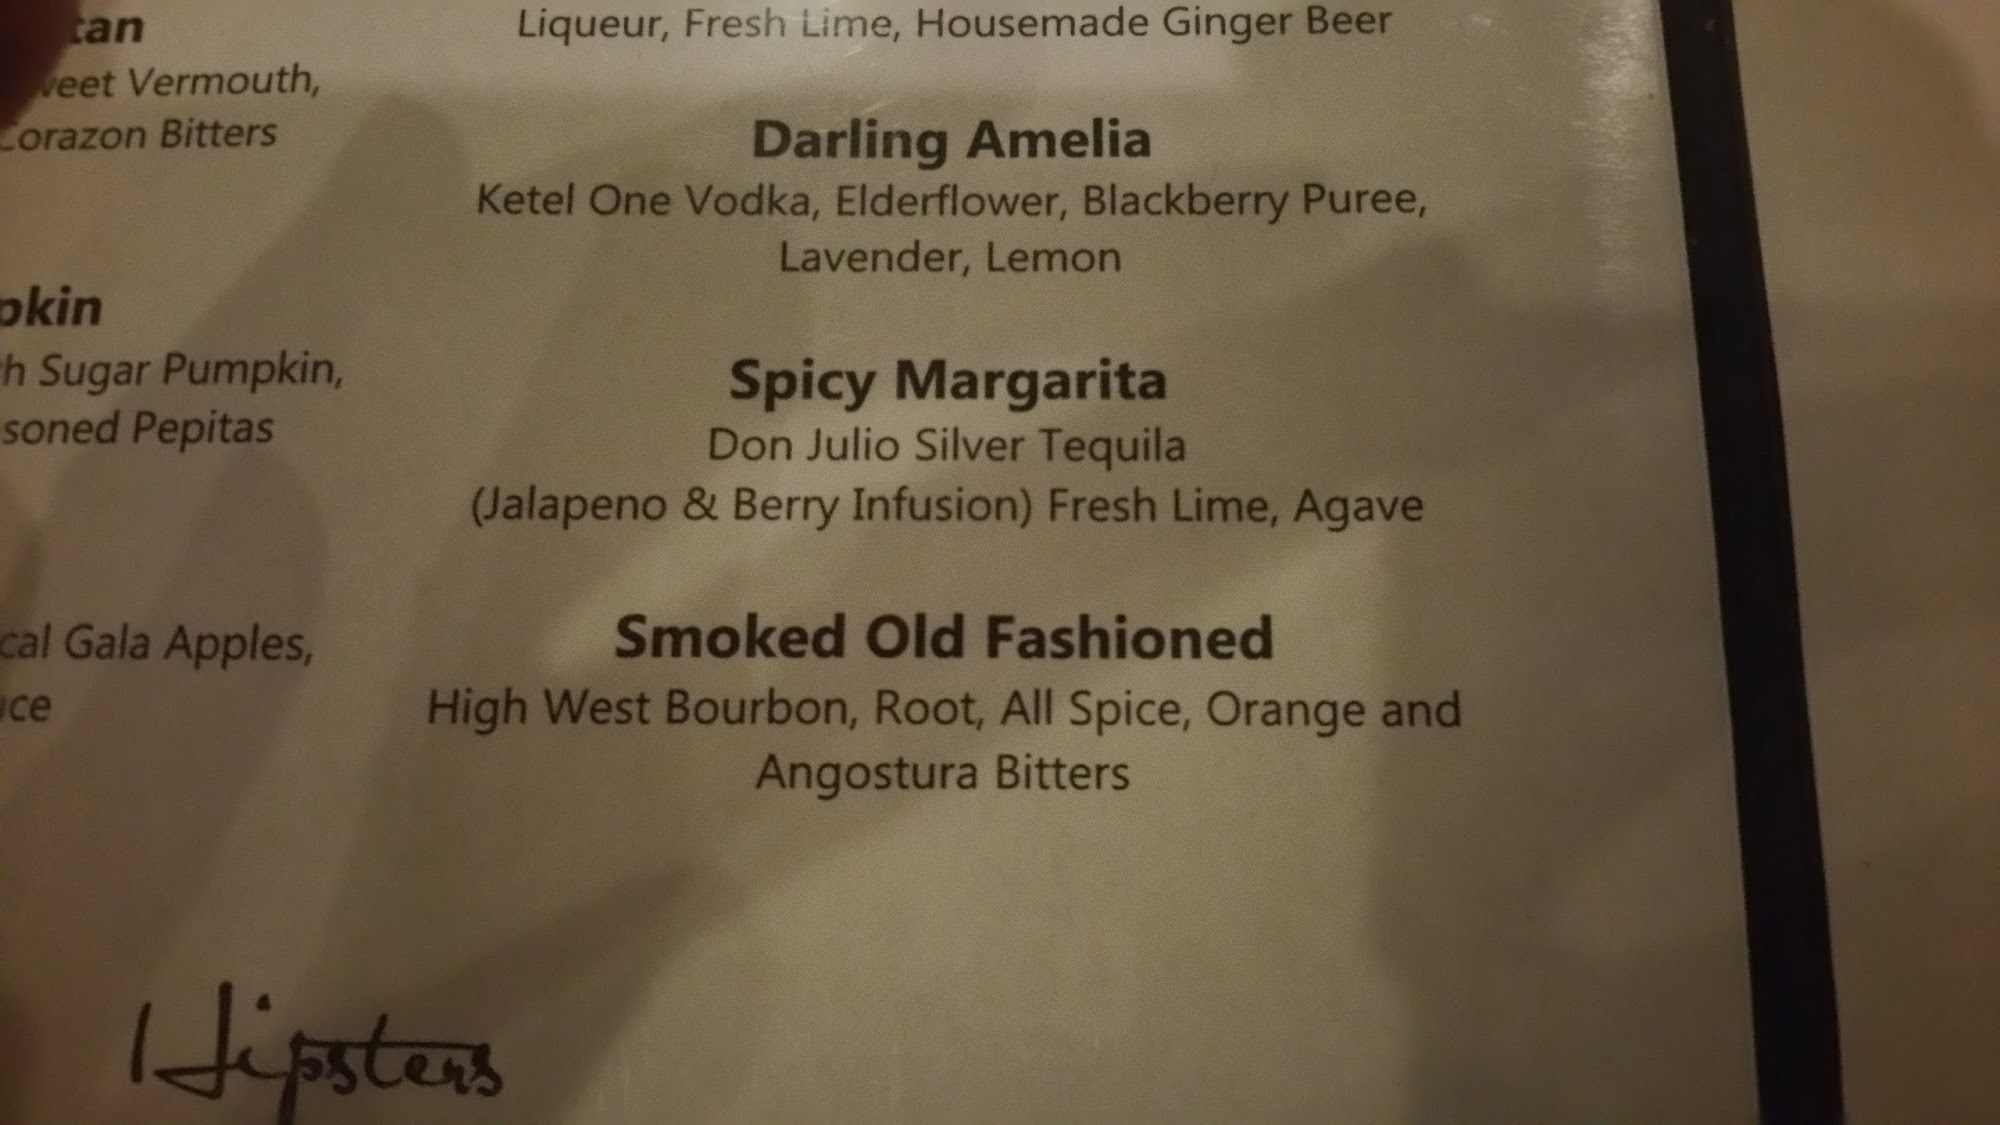 Vermouth,
Bitters
Sugar Pumpkin,
Pepitas
Gala Apples,
Liqueur, Fresh Lime, Housemade Ginger Beer
Darling Amelia
Ketel One Vodka, Elderflower, Blackberry Puree,
Lavender, Lemon
Spicy Margarita
Don Julio Silver Tequila
(Jalapeno & Berry Infusion) Fresh Lime, Agave
Smoked Old Fashioned
High West Bourbon, Root, All Spice, Orange and
Angostura Bitters
Hipsters